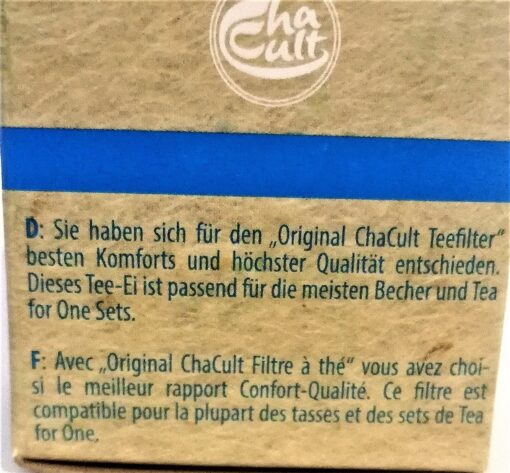 Cha
Cult
D: Sie haben sich für den „Original ChaCult Teefilter"
besten Komforts und höchster Qualität entschieden.
Dieses Tee-Ei ist passend für die meisten Becher und Tea
for One Sets.
F: Avec „Original ChaCult Filtre à thé" vous avez choi-
si le meilleur rapport Confort-Qualité. Ce filtre est
compatible pour la plupart des tasses et des sets de Tea
for One.